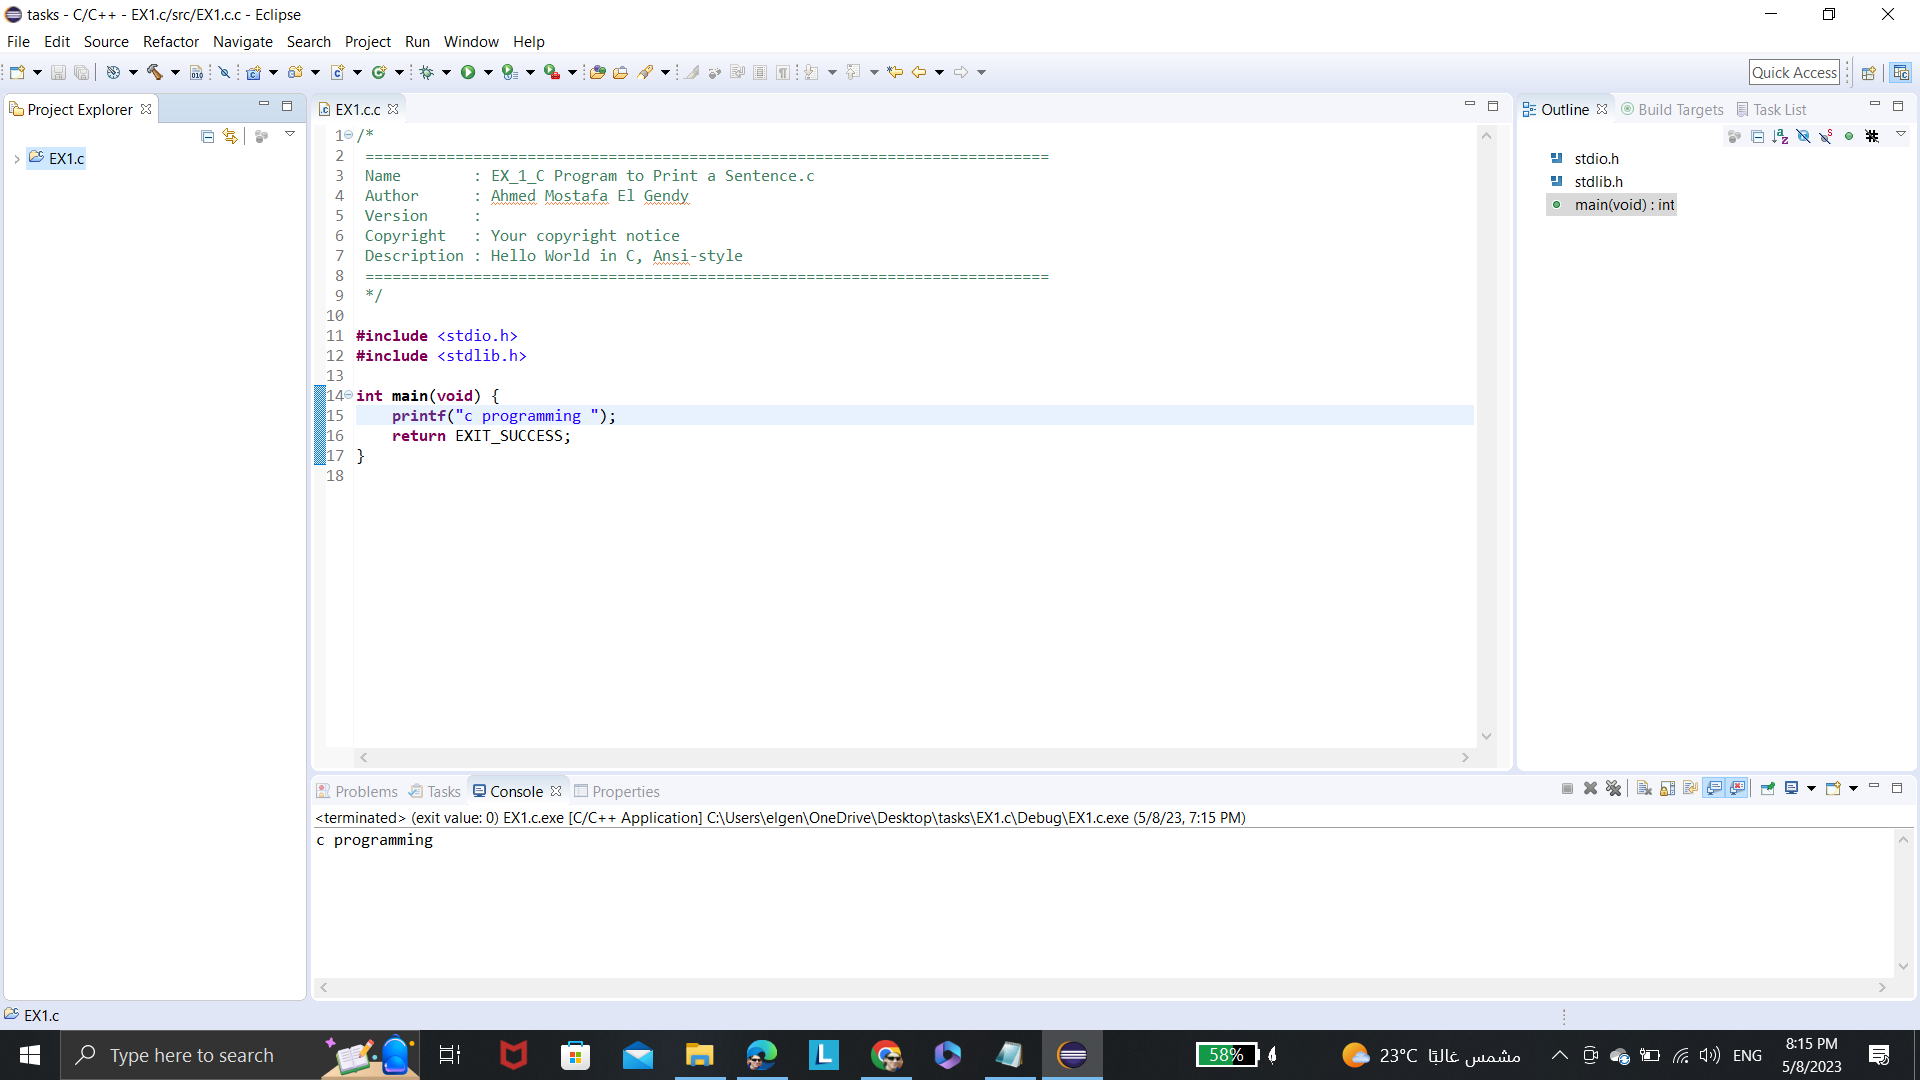 tasks - C/C++ - EX1.c/src/EX1.c.c - Eclipse
File Edit Source Refactor Navigate Search Project Run Window Help
Quick Access
Project Explorer
EX1.c
EX1.c.c
1 /*
2 ============================================================================
3 Name : EX_1_C Program to Print a Sentence.c
4 Author : Ahmed Mostafa El Gendy
5 Version :
6 Copyright : Your copyright notice
7 Description : Hello World in C, Ansi-style
8 ============================================================================
9 */
10
11 #include <stdio.h>
12 #include <stdlib.h>
13
14 int main(void) {
15 printf("c programming ");
16 return EXIT_SUCCESS;
17 }
18
Outline Build Targets Task List
stdio.h
stdlib.h
main(void) : int
Problems Tasks Console Properties
<terminated> (exit value: 0) EX1.c.exe [C/C++ Application] C:\Users\elgen\OneDrive\Desktop\tasks\EX1.c\Debug\EX1.c.exe (5/8/23, 7:15 PM)
c programming
EX1.c
Type here to search
58%
23°C مشمس غالبًا
ENG
8:15 PM
5/8/2023